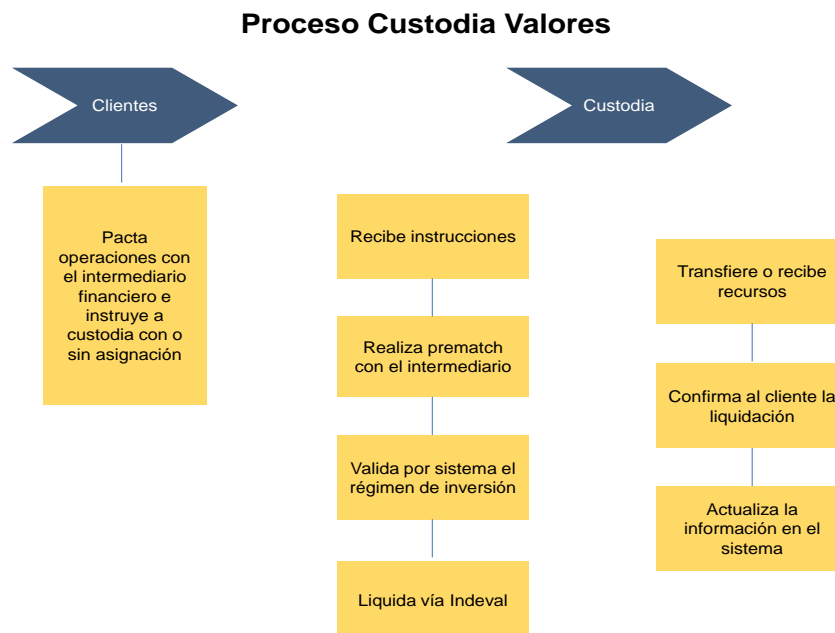 Proceso Custodia Valores
Clientes
Custodia
Pacta
operaciones con
el intermediario
financiero e
instruye a
custodia con o
sin asignación
Recibe instrucciones
Realiza prematch
con el intermediario
Valida por sistema el
régimen de inversión
Liquida vía Indeval
Transfiere o recibe
recursos
Confirma al cliente la
liquidación
Actualiza la
información en el
sistema